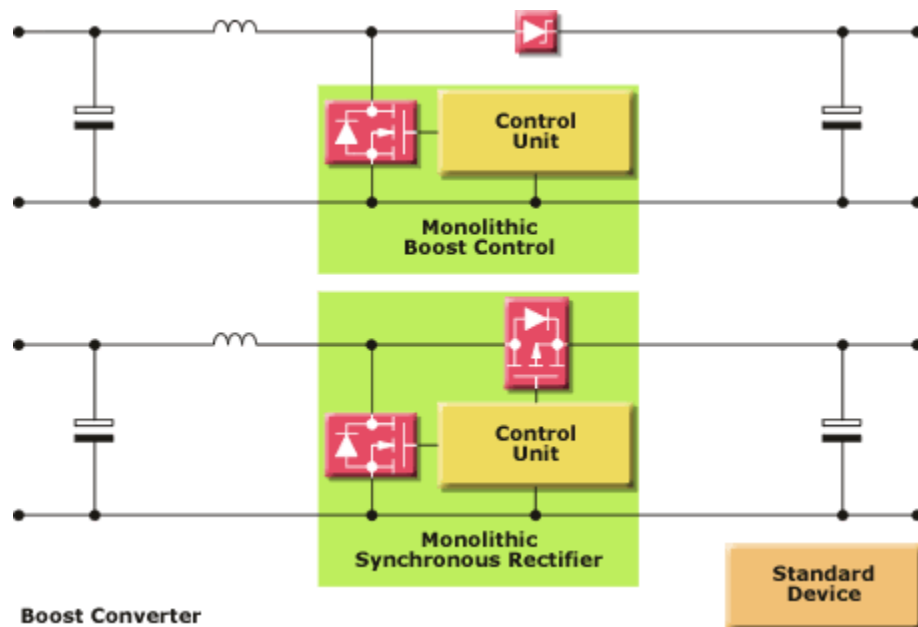 Control
Unit
Monolithic
Boost Control
Control
Unit
Monolithic
Synchronous Rectifier
Standard
Device
Boost Converter